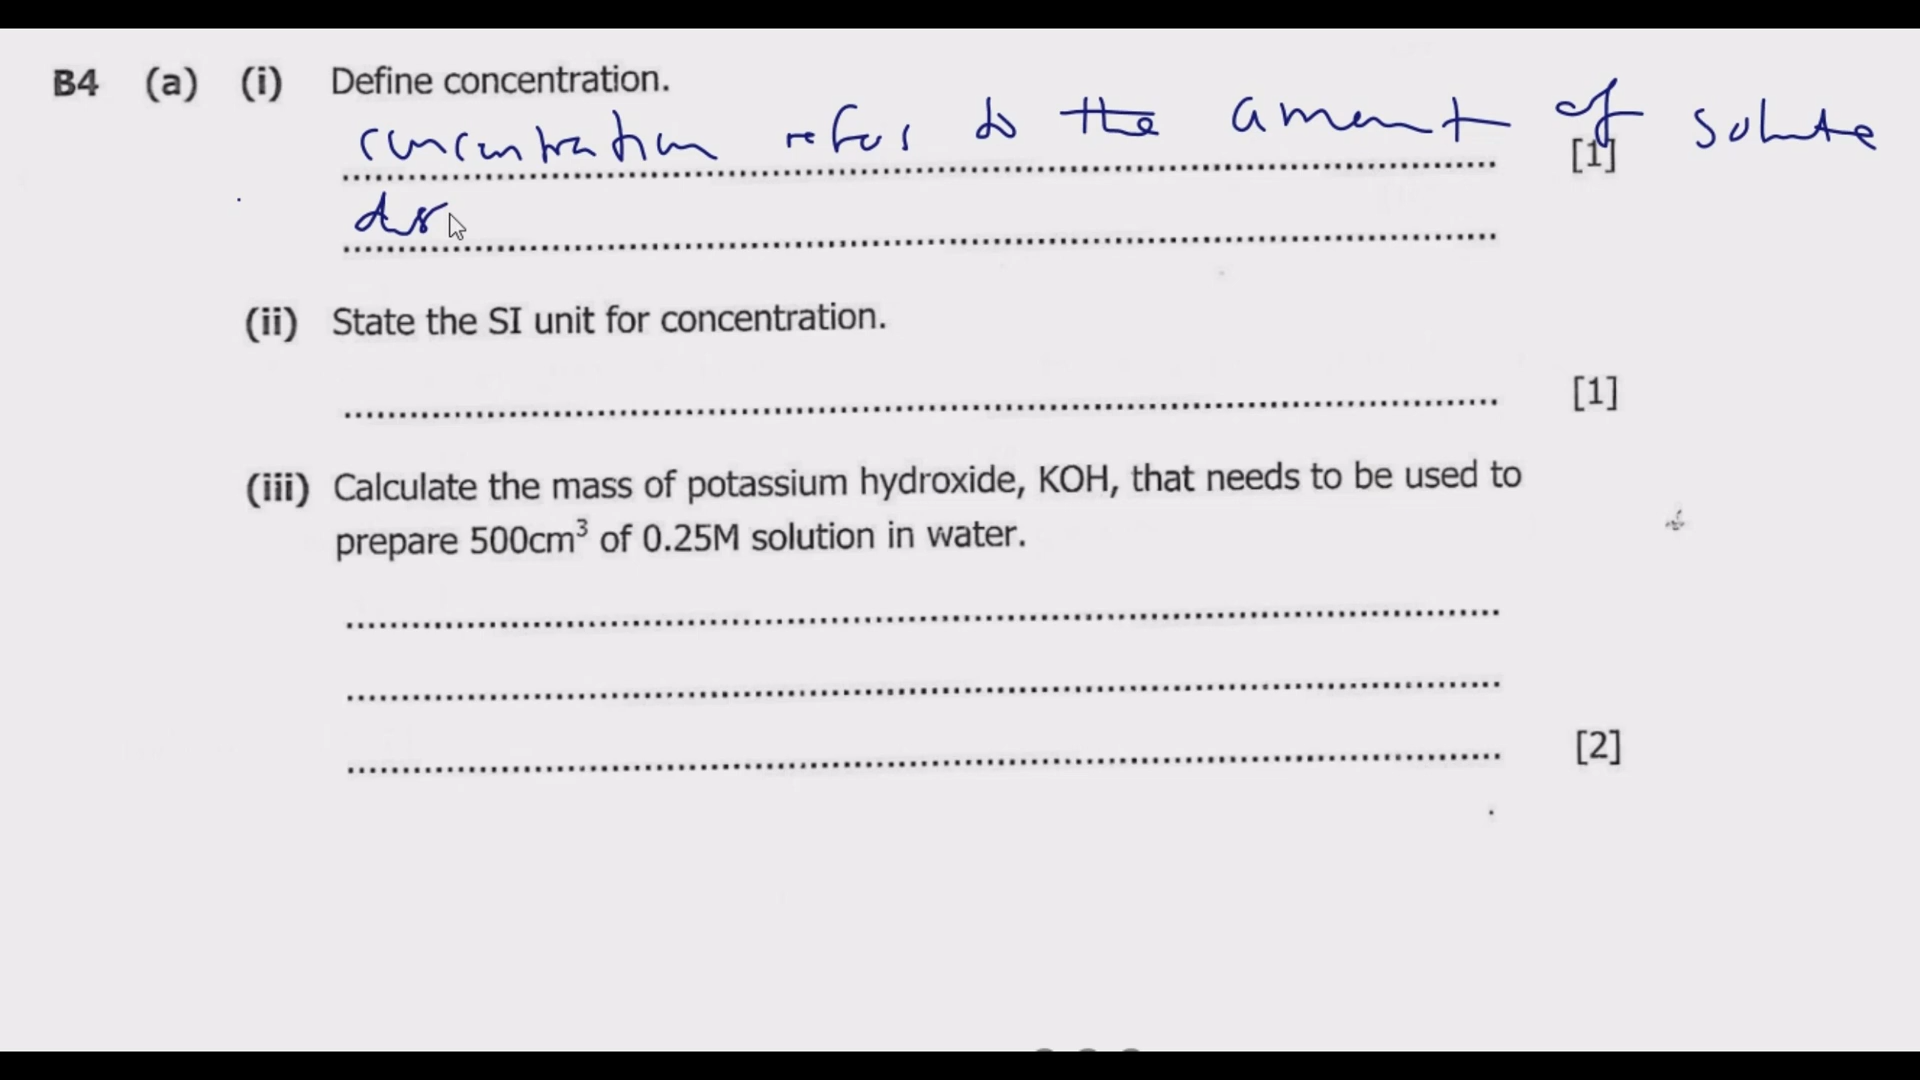 B4 (a) (i) Define concentration.
concentration refers to the amount of solute
[1]
dis
(ii) State the SI unit for concentration.
[1]
(iii) Calculate the mass of potassium hydroxide, KOH, that needs to be used to
prepare 500cm³ of 0.25M solution in water.
[2]